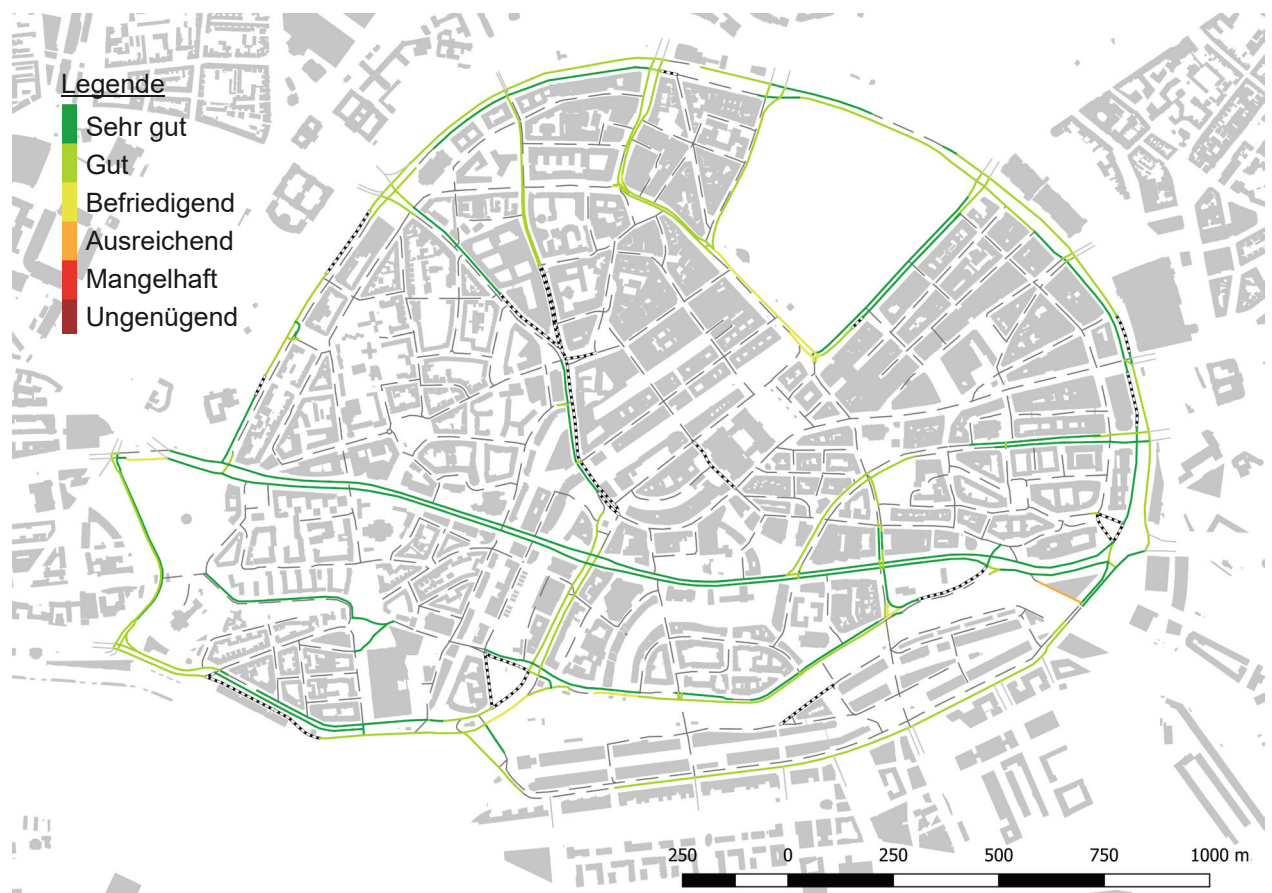 Legende
Sehr gut
Gut
Befriedigend
Ausreichend
Mangelhaft
Ungenügend
250 0 250 500 750 1000 m